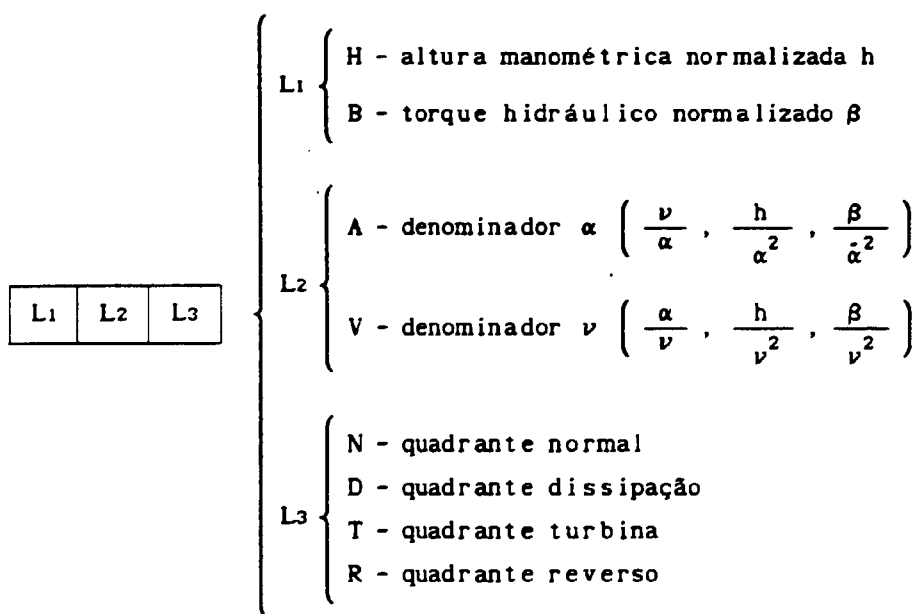 L1 L2 L3
L1
H - altura manométrica normalizada h
B - torque hidráulico normalizado β
L2
A - denominador α ( ν/α , h/α² , β/α² )
V - denominador ν ( α/ν , h/ν² , β/ν² )
L3
N - quadrante normal
D - quadrante dissipação
T - quadrante turbina
R - quadrante reverso